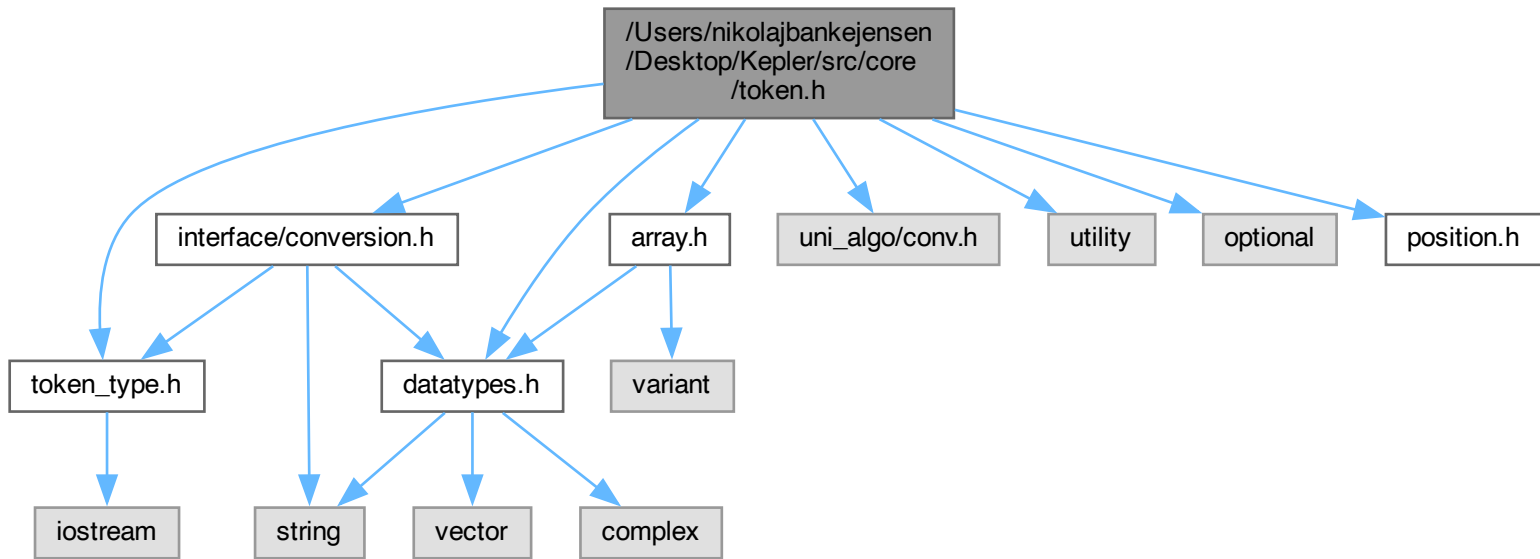 /Users/nikolajbankejensen
/Desktop/Kepler/src/core
/token.h
interface/conversion.h
array.h
uni_algo/conv.h
utility
optional
position.h
token_type.h
datatypes.h
variant
iostream
string
vector
complex